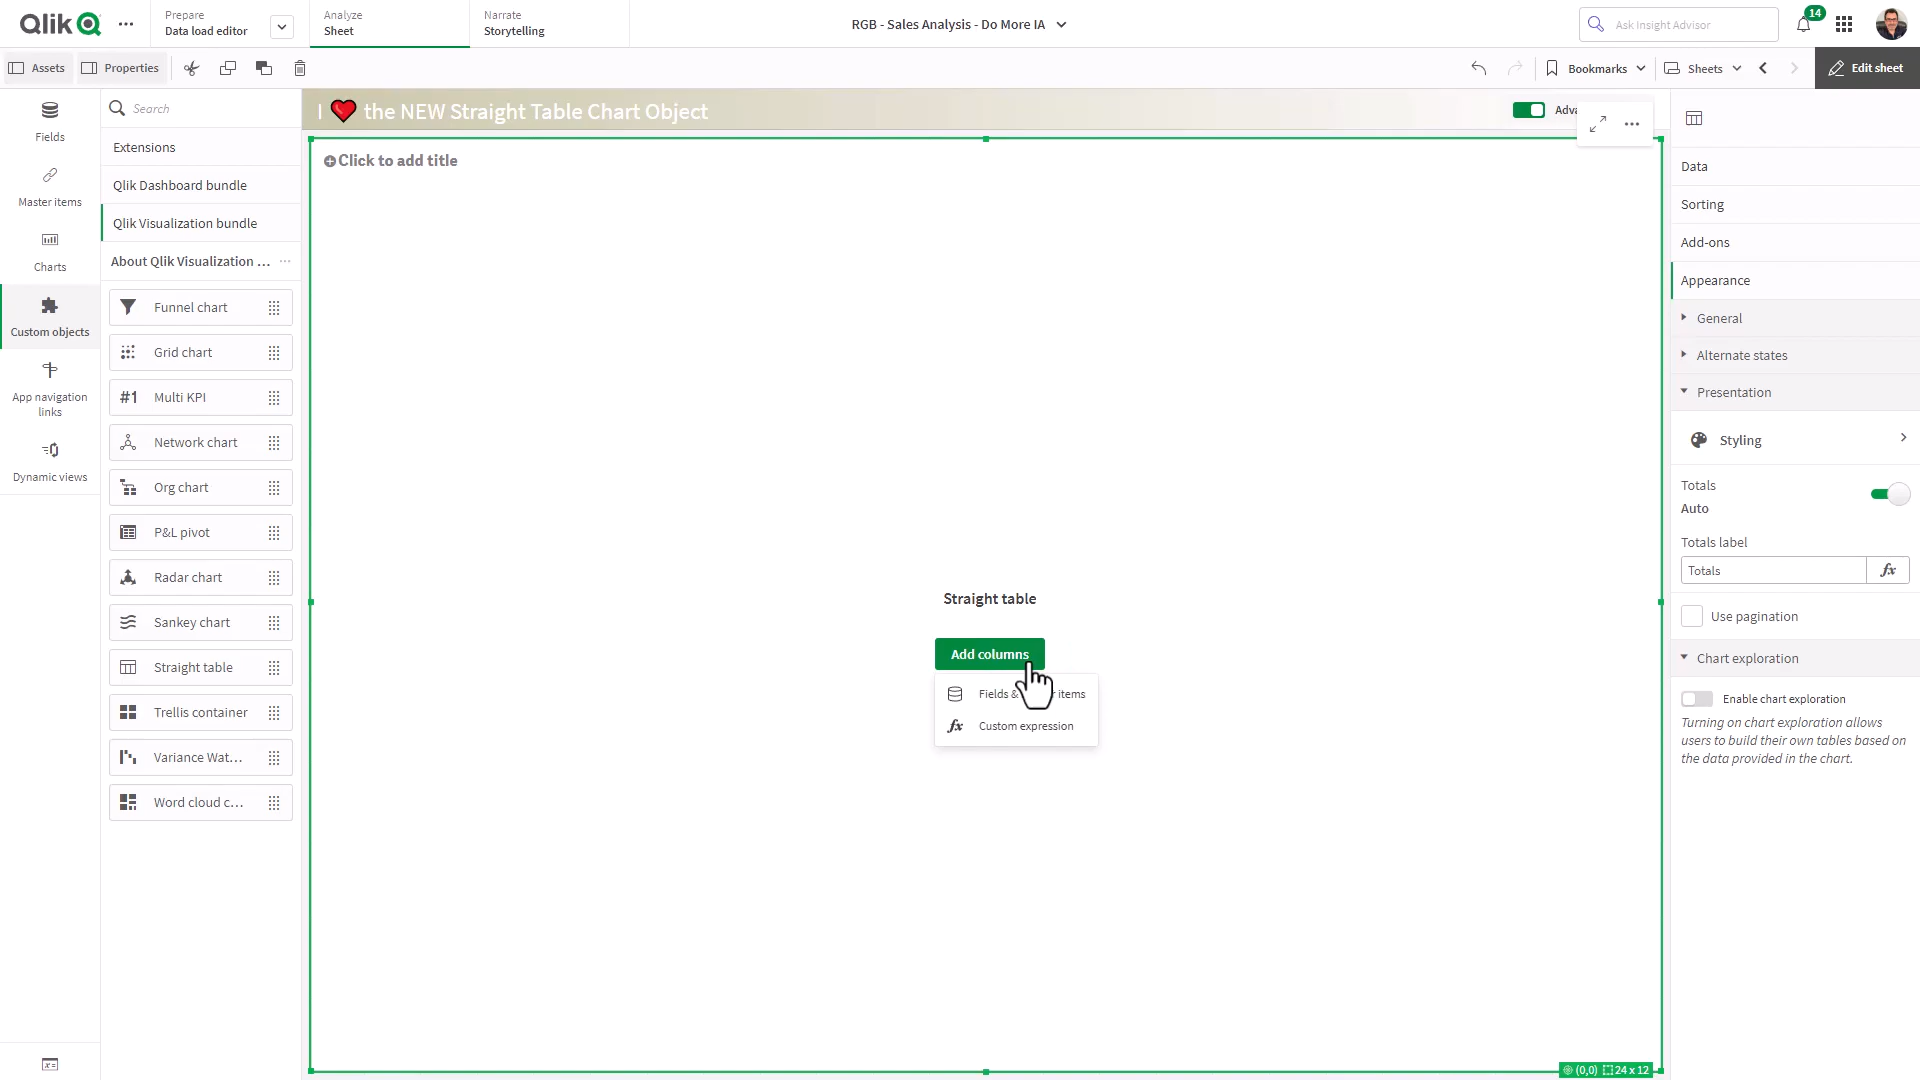 Qlik
Prepare
Data load editor
Analyze
Sheet
Narrate
Storytelling
RGB - Sales Analysis - Do More IA
Ask Insight Advisor
14
Assets
Properties
Bookmarks
Sheets
Edit sheet
Fields
Master items
Charts
Custom objects
App navigation
links
Dynamic views
Search
Extensions
Qlik Dashboard bundle
Qlik Visualization bundle
About Qlik Visualization ...
Funnel chart
Grid chart
#1 Multi KPI
Network chart
Org chart
P&L pivot
Radar chart
Sankey chart
Straight table
Trellis container
Variance Wat...
Word cloud c...
I ❤ the NEW Straight Table Chart Object
Click to add title
Straight table
Add columns
Fields & items
fx Custom expression
(0,0) 24 x 12
Data
Sorting
Add-ons
Appearance
General
Alternate states
Presentation
Styling
Totals
Auto
Totals label
Totals
fx
Use pagination
Chart exploration
Enable chart exploration
Turning on chart exploration allows
users to build their own tables based on
the data provided in the chart.